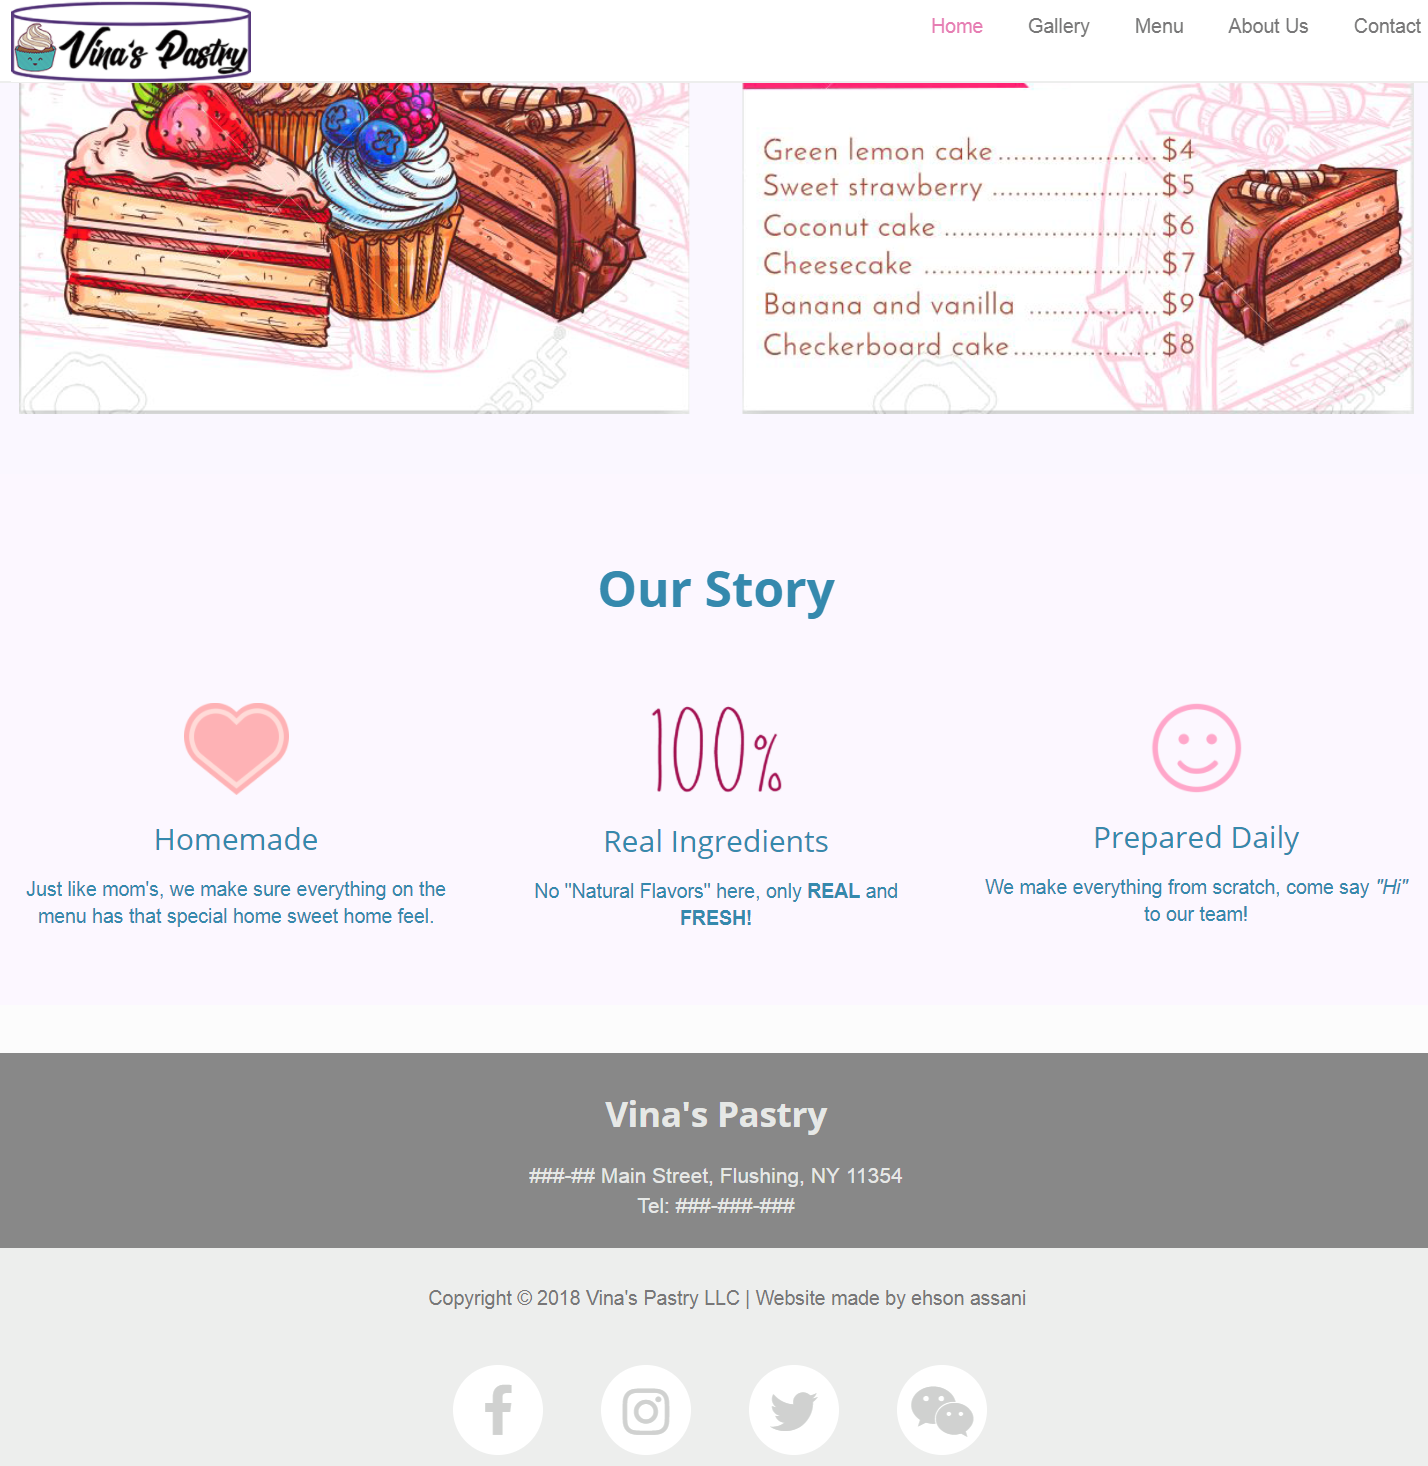 Vina's Pastry
Home Gallery Menu About Us Contact
Green lemon cake.....................$4
Sweet strawberry ......................$5
Coconut cake ............................$6
Cheesecake ...............................$7
Banana and vanilla .................$9
Checkerboard cake...................$8
Our Story
100%
Homemade
Real Ingredients
Prepared Daily
Just like mom's, we make sure everything on the
menu has that special home sweet home feel.
No "Natural Flavors" here, only REAL and
FRESH!
We make everything from scratch, come say "Hi"
to our team!
Vina's Pastry
###-## Main Street, Flushing, NY 11354
Tel: ###-###-###
Copyright © 2018 Vina's Pastry LLC | Website made by ehson assani